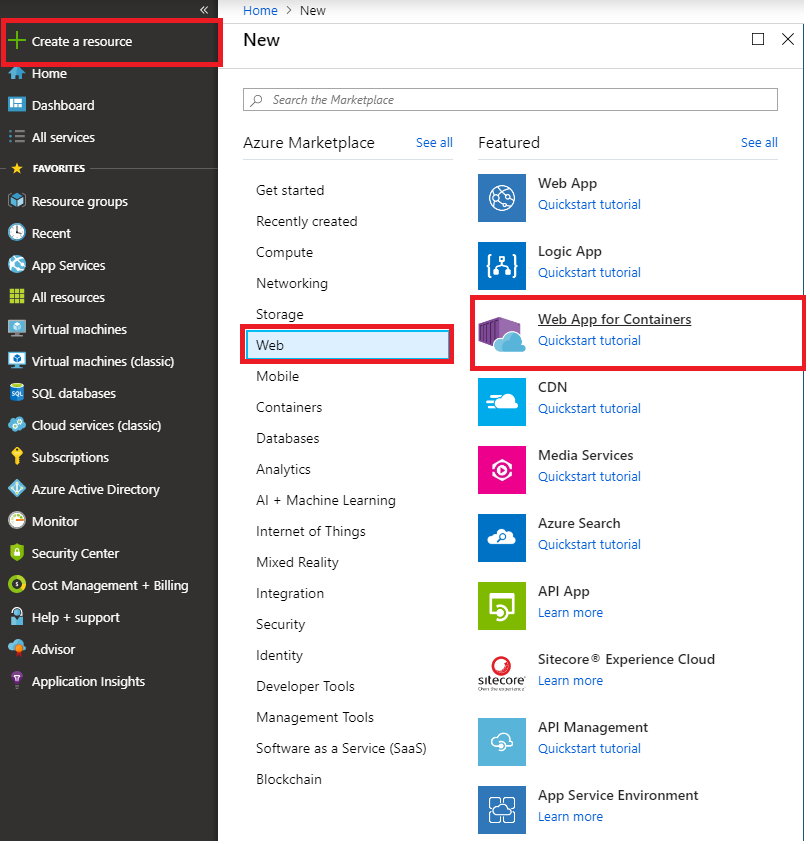 «
Create a resource
Home
Dashboard
All services
FAVORITES
Resource groups
Recent
App Services
All resources
Virtual machines
Virtual machines (classic)
SQL
SQL databases
Cloud services (classic)
Subscriptions
Azure Active Directory
Monitor
Security Center
Cost Management + Billing
Help + support
Advisor
Application Insights
Home > New
New
Search the Marketplace
Azure Marketplace See all
Get started
Recently created
Compute
Networking
Storage
Web
Mobile
Containers
Databases
Analytics
AI + Machine Learning
Internet of Things
Mixed Reality
Integration
Security
Identity
Developer Tools
Management Tools
Software as a Service (SaaS)
Blockchain
Featured See all
Web App
Quickstart tutorial
Logic App
Quickstart tutorial
Web App for Containers
Quickstart tutorial
CDN
Quickstart tutorial
Media Services
Quickstart tutorial
Azure Search
Quickstart tutorial
API App
Learn more
sitecore
Own the experience
Sitecore® Experience Cloud
Learn more
API Management
Quickstart tutorial
App Service Environment
Learn more